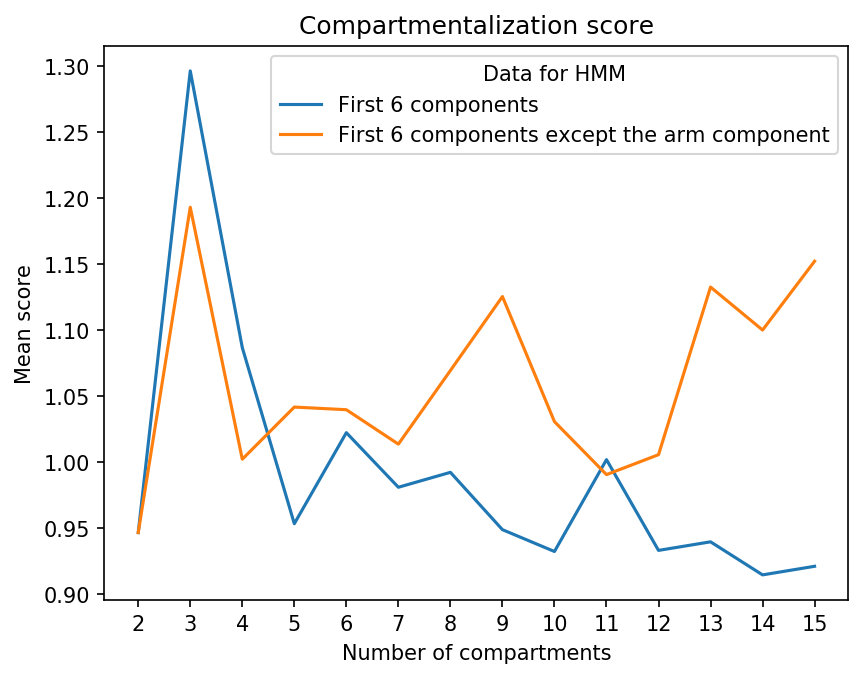 Compartmentalization score
Data for HMM
First 6 components
First 6 components except the arm component
Mean score
1.30
1.25
1.20
1.15
1.10
1.05
1.00
0.95
0.90
2 3 4 5 6 7 8 9 10 11 12 13 14 15
Number of compartments